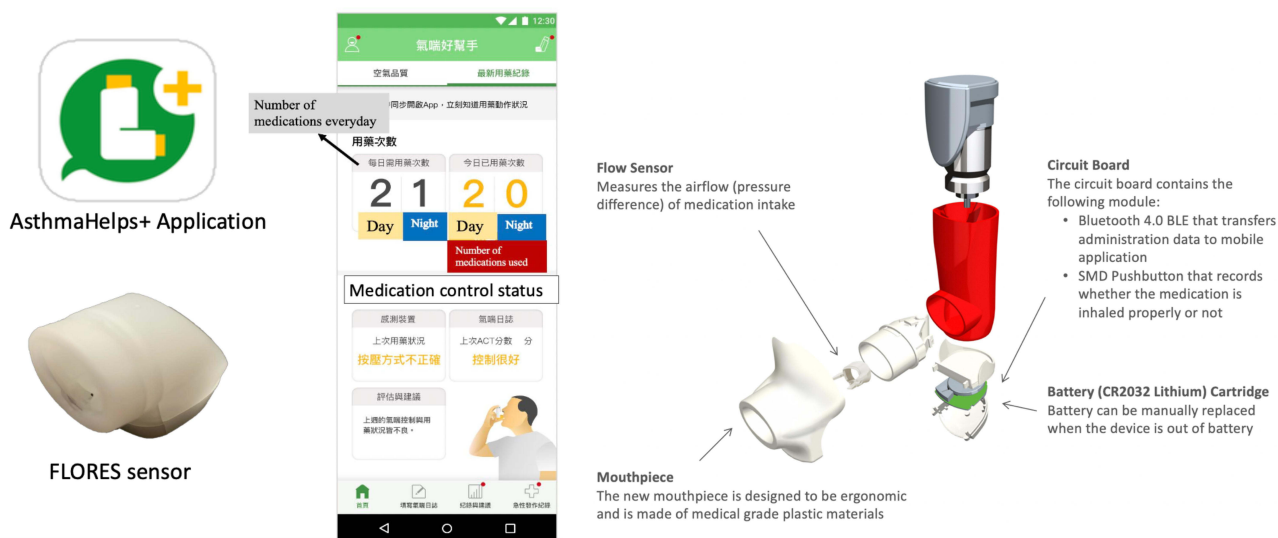 AsthmaHelps+ Application
FLORES sensor
12:30
氣喘好幫手
空氣品質
最新用藥紀錄
同步開啟App，立刻知道用藥動作狀況
Number of
medications everyday
用藥次數
每日需用藥次數
今日已用藥次數
2 1 2 0
Day Night Day Night
Number of
medications used
Medication control status
感測裝置
氣喘日誌
上次用藥狀況
上次ACT分數 分
按壓方式不正確
控制很好
評估與建議
上週的氣喘控制與用
藥狀況皆不良。
首頁
填寫氣喘日誌
紀錄與建議
急性發作紀錄
Flow Sensor
Measures the airflow (pressure
difference) of medication intake
Mouthpiece
The new mouthpiece is designed to be ergonomic
and is made of medical grade plastic materials
Circuit Board
The circuit board contains the
following module:
• Bluetooth 4.0 BLE that transfers
administration data to mobile
application
• SMD Pushbutton that records
whether the medication is
inhaled properly or not
Battery (CR2032 Lithium) Cartridge
Battery can be manually replaced
when the device is out of battery